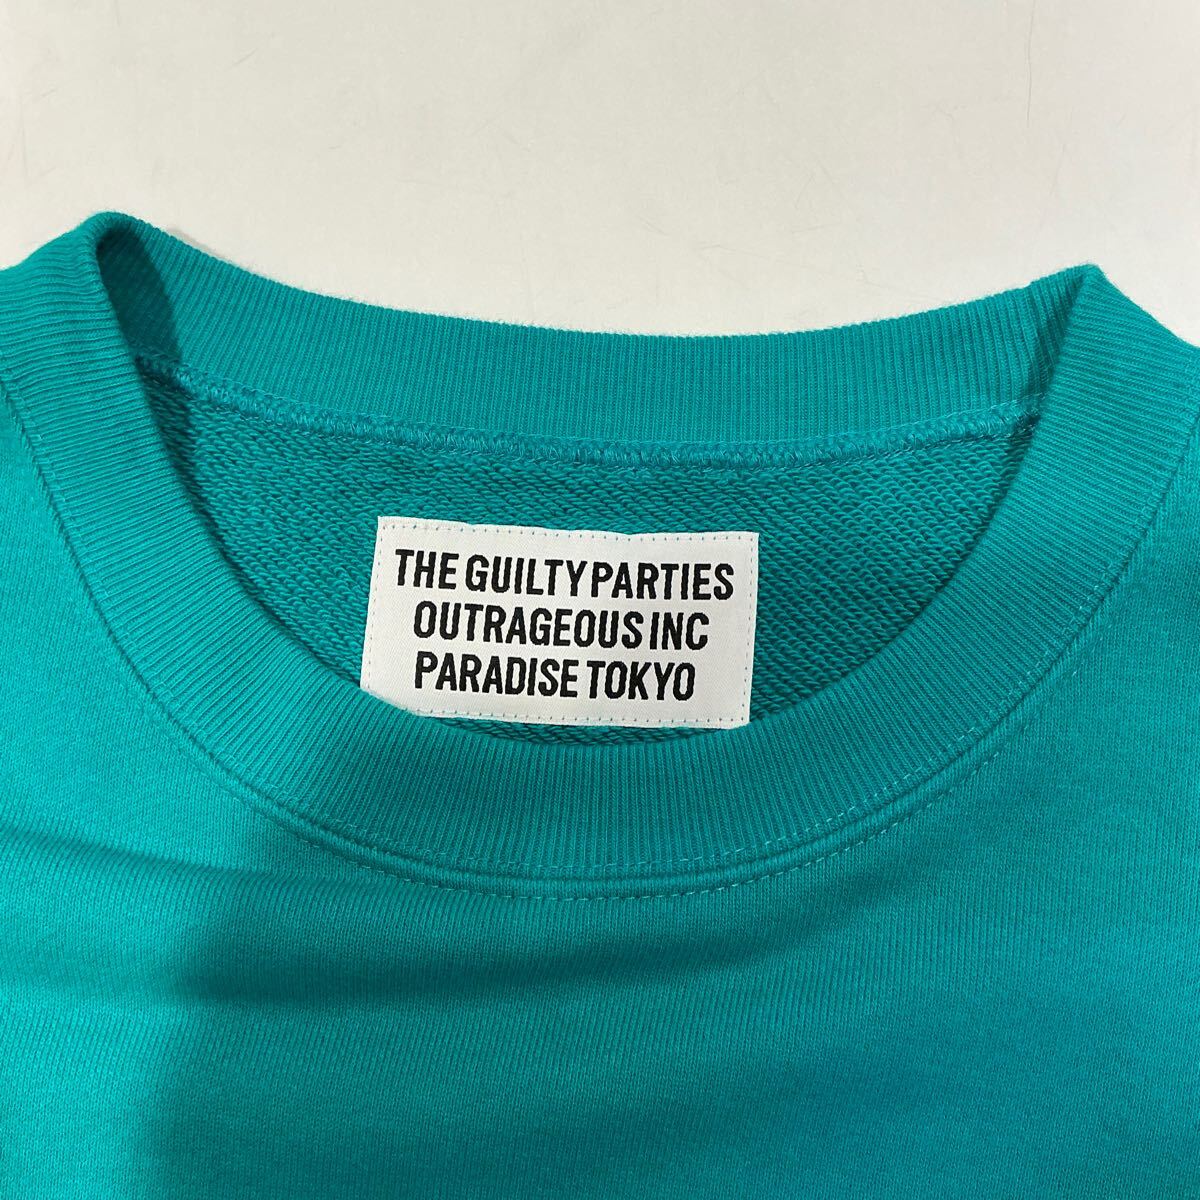 THE GUILTY PARTIES
OUTRAGEOUS INC
PARADISE TOKYO